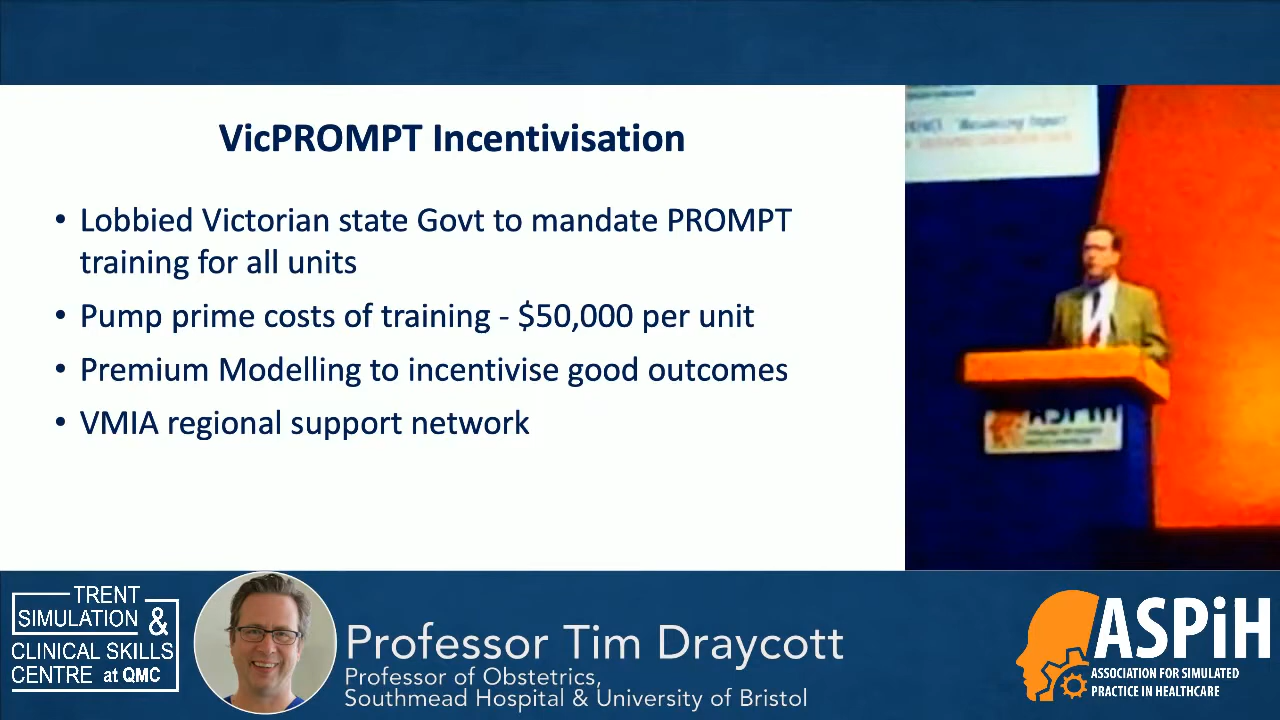 VicPROMPT Incentivisation
• Lobbied Victorian state Govt to mandate PROMPT
training for all units
• Pump prime costs of training - $50,000 per unit
• Premium Modelling to incentivise good outcomes
• VMIA regional support network
ASPiH
TRENT
SIMULATION &
CLINICAL SKILLS
CENTRE at QMC
Professor Tim Draycott
Professor of Obstetrics,
Southmead Hospital & University of Bristol
ASPiH
ASSOCIATION FOR SIMULATED
PRACTICE IN HEALTHCARE